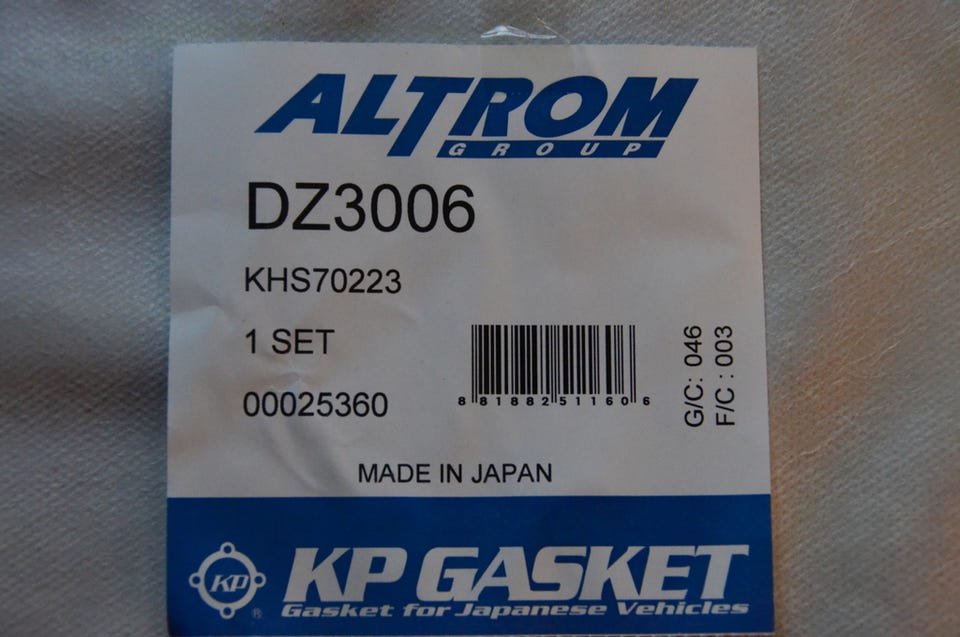 ALTROM
GROUP
DZ3006
KHS70223
1 SET
00025360
8 81882 51160 6
G/C: 046
F/C : 003
MADE IN JAPAN
KP
®
KP GASKET
Gasket for Japanese Vehicles